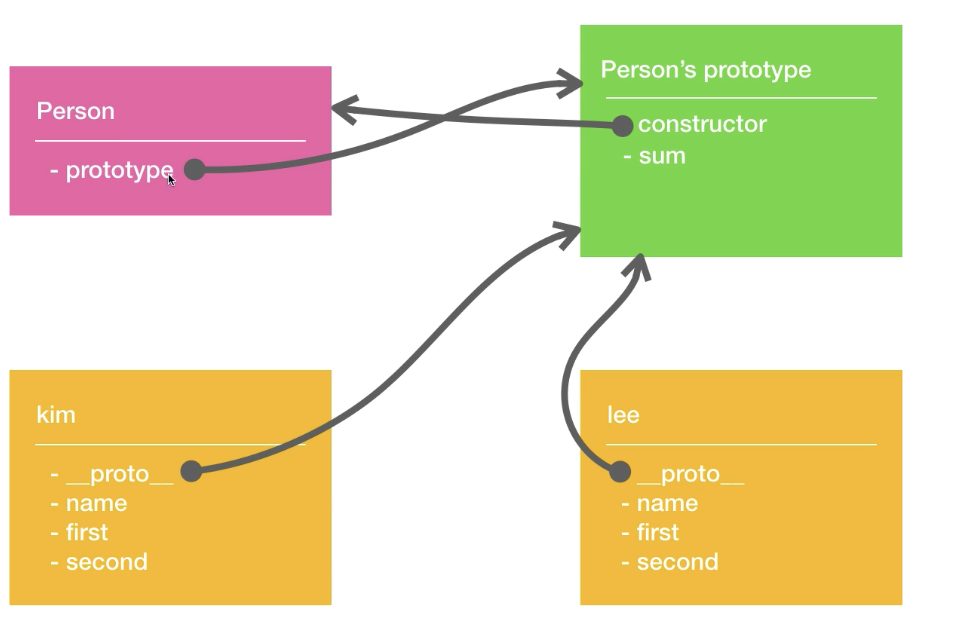 Person
- prototype
Person's prototype
constructor
- sum
kim
- __proto__
- name
- first
- second
lee
__proto__
- name
- first
- second